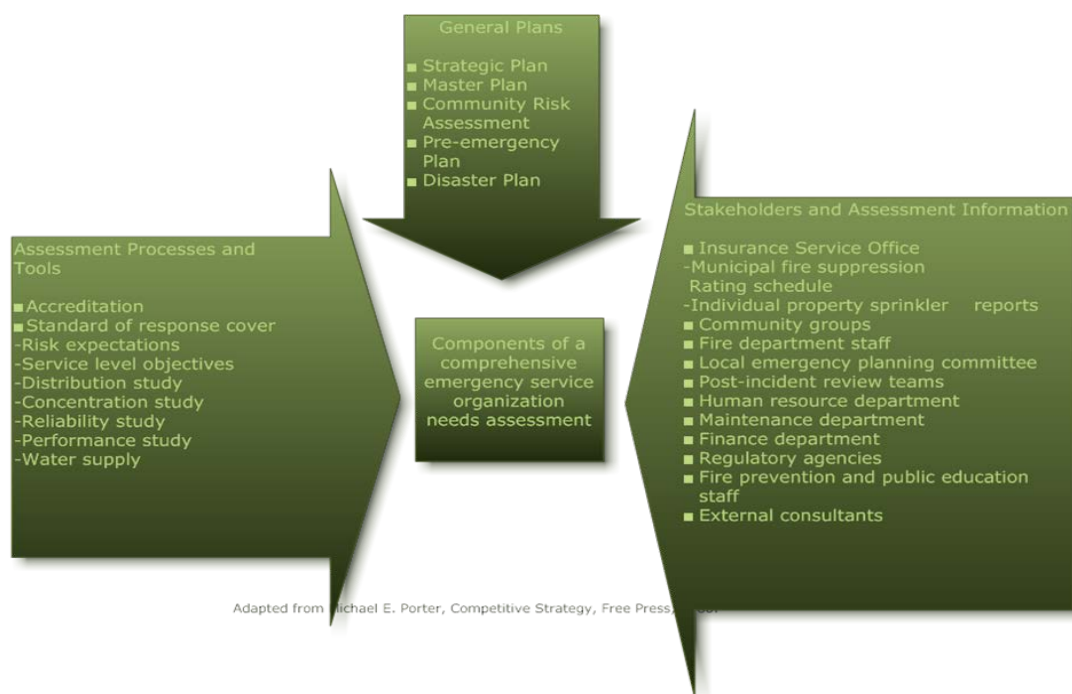 General Plans
■ Strategic Plan
■ Master Plan
■ Community Risk
Assessment
■ Pre-emergency
Plan
■ Disaster Plan
Assessment Processes and
Tools
■ Accreditation
■ Standard of response cover
-Risk expectations
-Service level objectives
-Distribution study
-Concentration study
-Reliability study
-Performance study
-Water supply
Components of a
comprehensive
emergency service
organization
needs assessment
Stakeholders and Assessment Information
■ Insurance Service Office
-Municipal fire suppression
Rating schedule
-Individual property sprinkler reports
■ Community groups
■ Fire department staff
■ Local emergency planning committee
■ Post-incident review teams
■ Human resource department
■ Maintenance department
■ Finance department
■ Regulatory agencies
■ Fire prevention and public education
staff
■ External consultants
Adapted from Michael E. Porter, Competitive Strategy, Free Press,